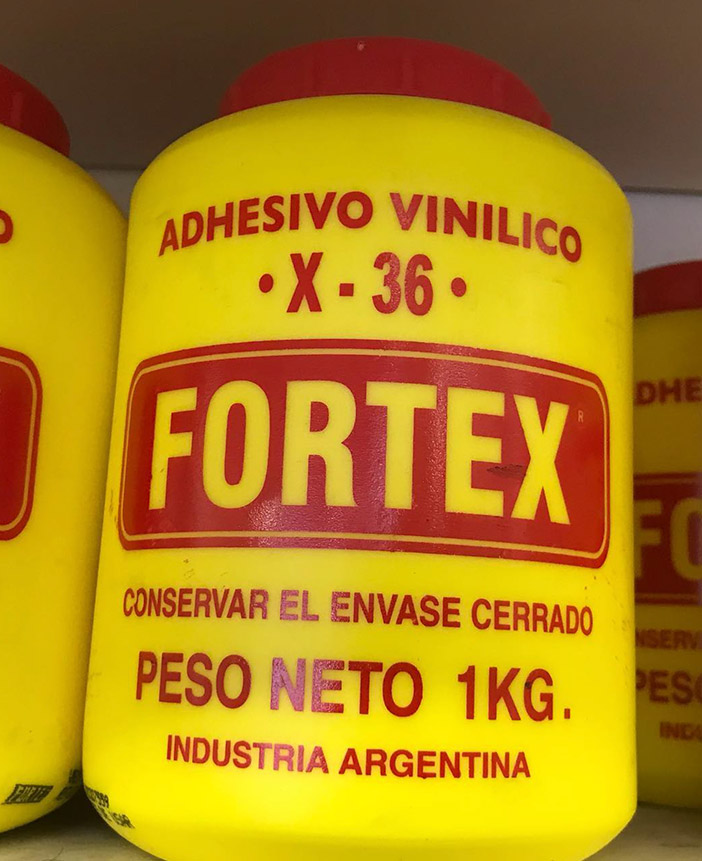 ADHESIVO VINILICO
• X - 36 •
FORTEX
CONSERVAR EL ENVASE CERRADO
PESO NETO 1KG.
INDUSTRIA ARGENTINA